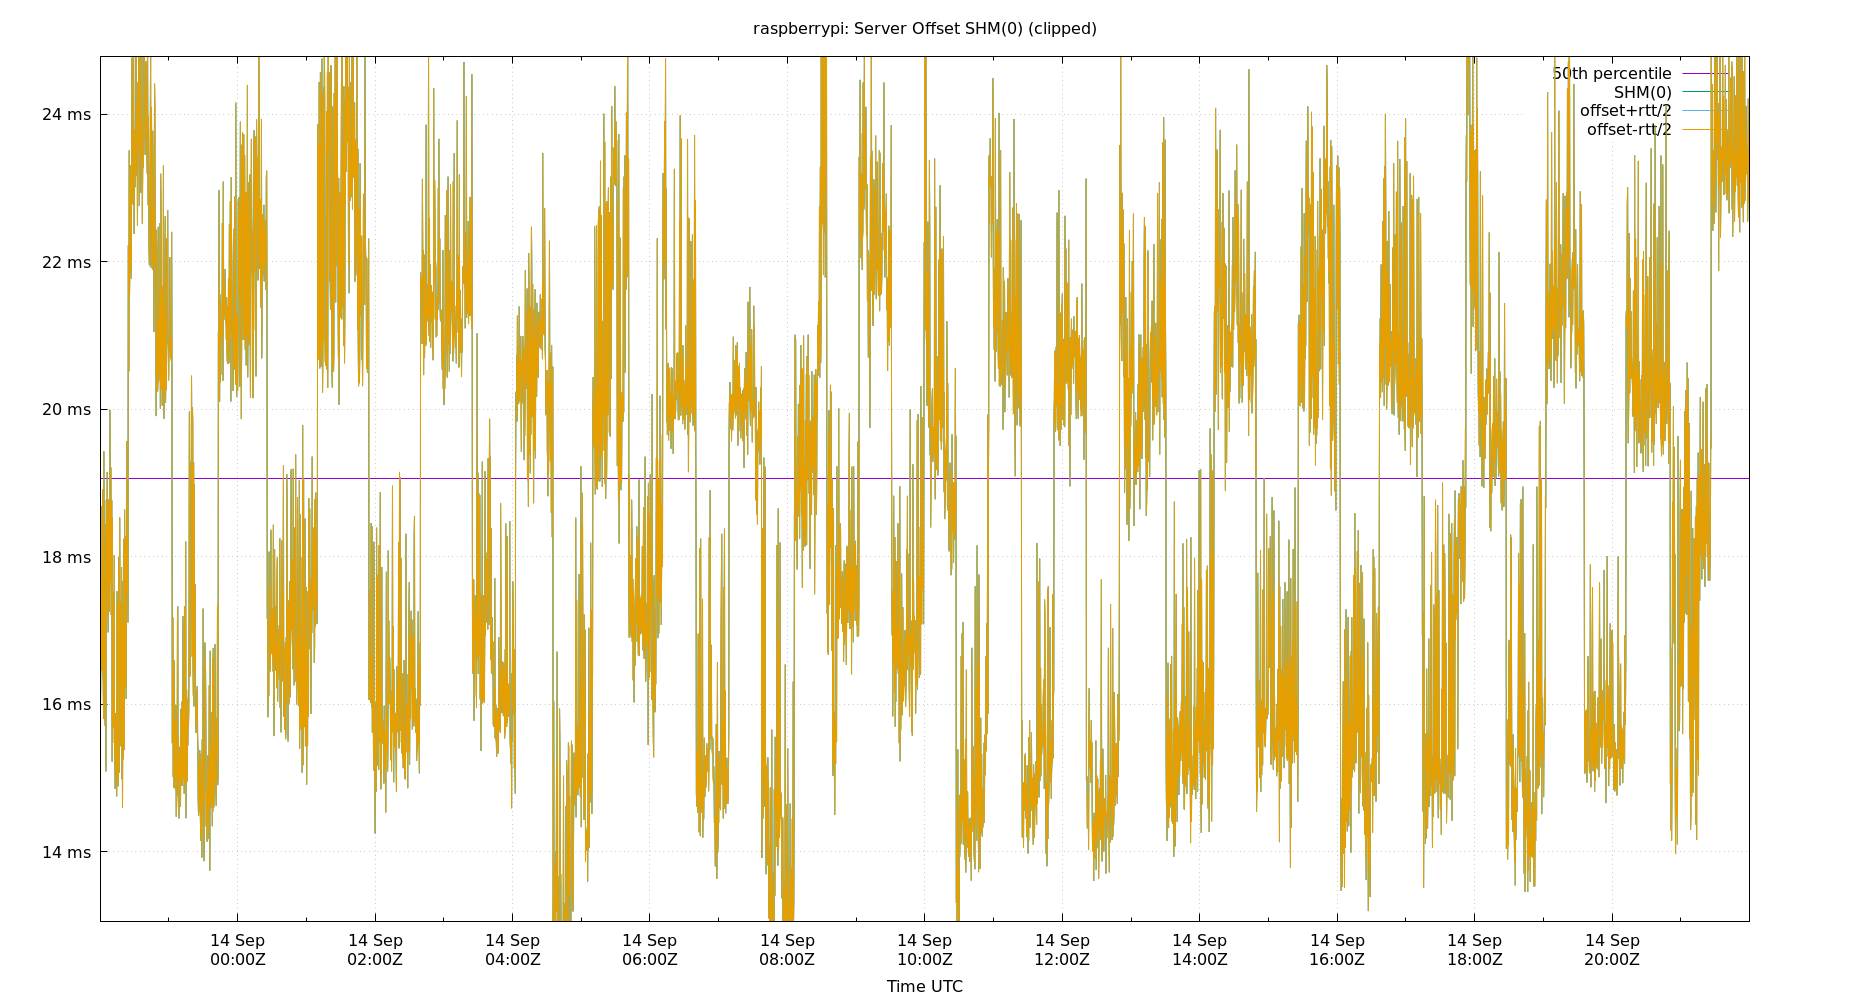 raspberrypi: Server Offset SHM(0) (clipped)
50th percentile
SHM(0)
offset+rtt/2
offset-rtt/2
24 ms
22 ms
20 ms
18 ms
16 ms
14 ms
14 Sep 14 Sep 14 Sep 14 Sep 14 Sep 14 Sep 14 Sep 14 Sep 14 Sep 14 Sep 14 Sep
00:00Z 02:00Z 04:00Z 06:00Z 08:00Z 10:00Z 12:00Z 14:00Z 16:00Z 18:00Z 20:00Z
Time UTC